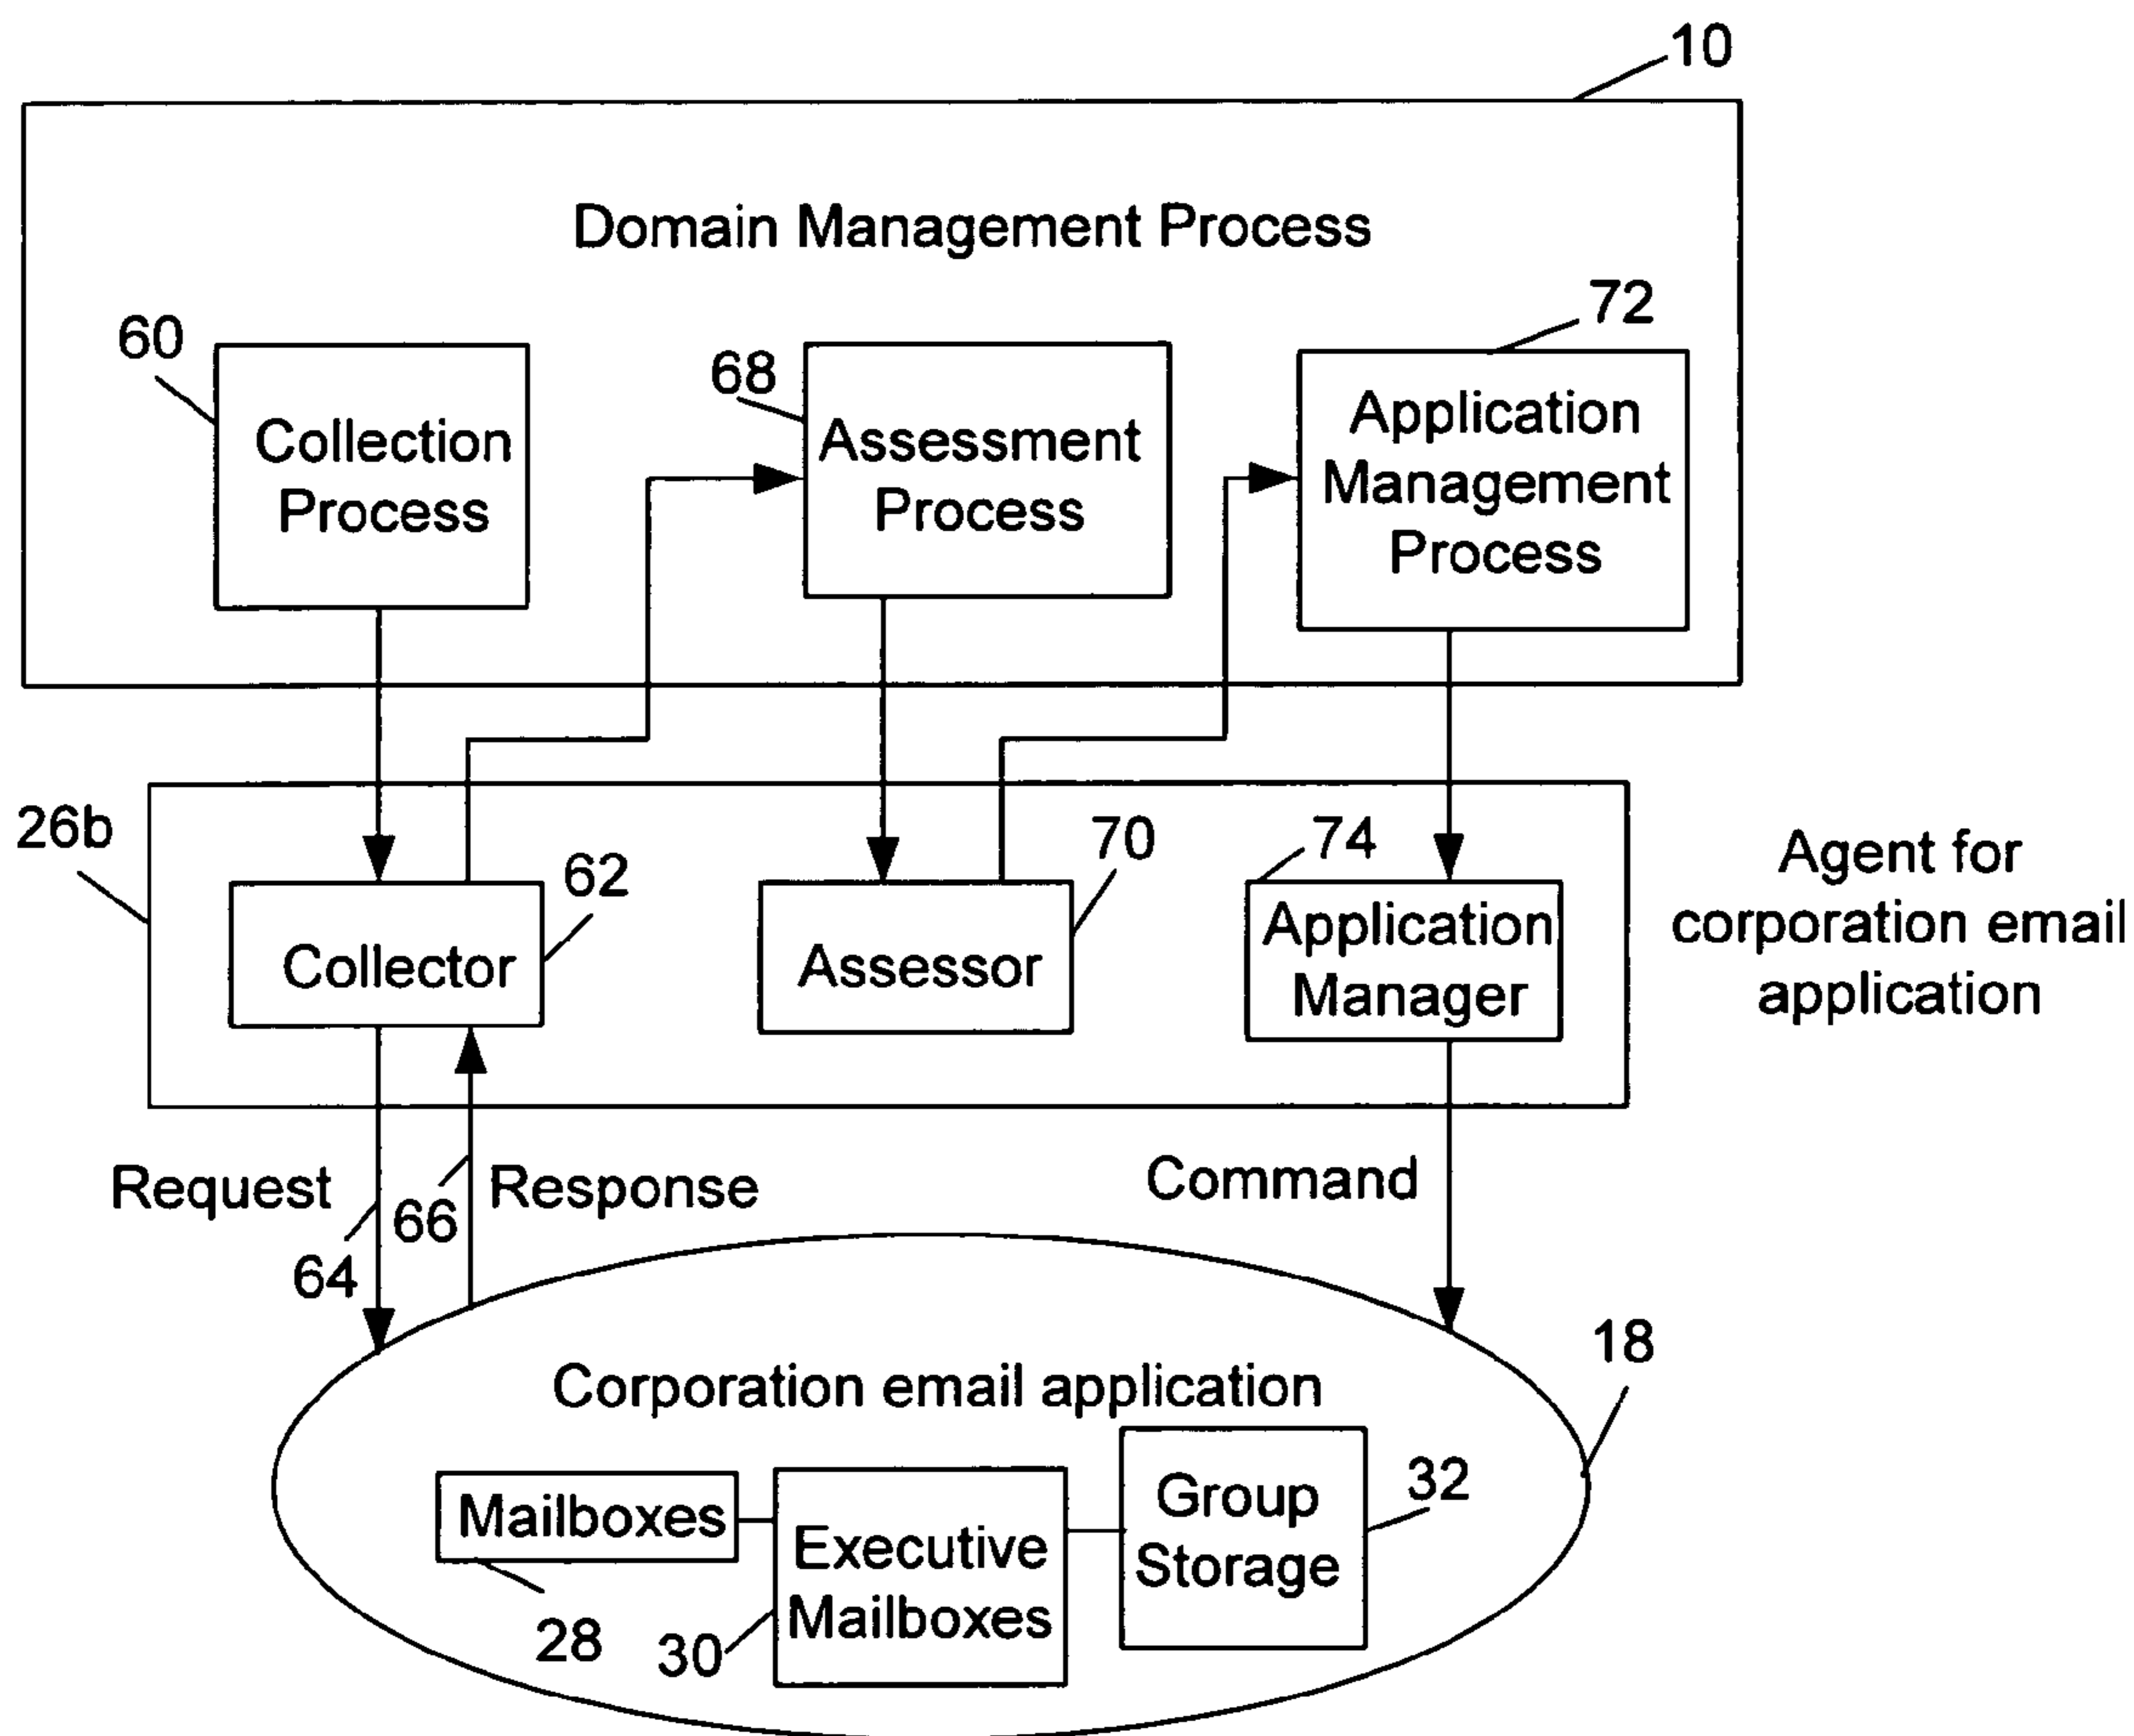 10
Domain Management Process
72
60
68
Collection
Process
Assessment
Process
Application
Management
Process
26b
62
70
74
Agent for
corporation email
application
Collector
Assessor
Application
Manager
Request
66
Response
Command
64
18
Corporation email application
Mailboxes
Executive
Mailboxes
Group
Storage
32
28
30